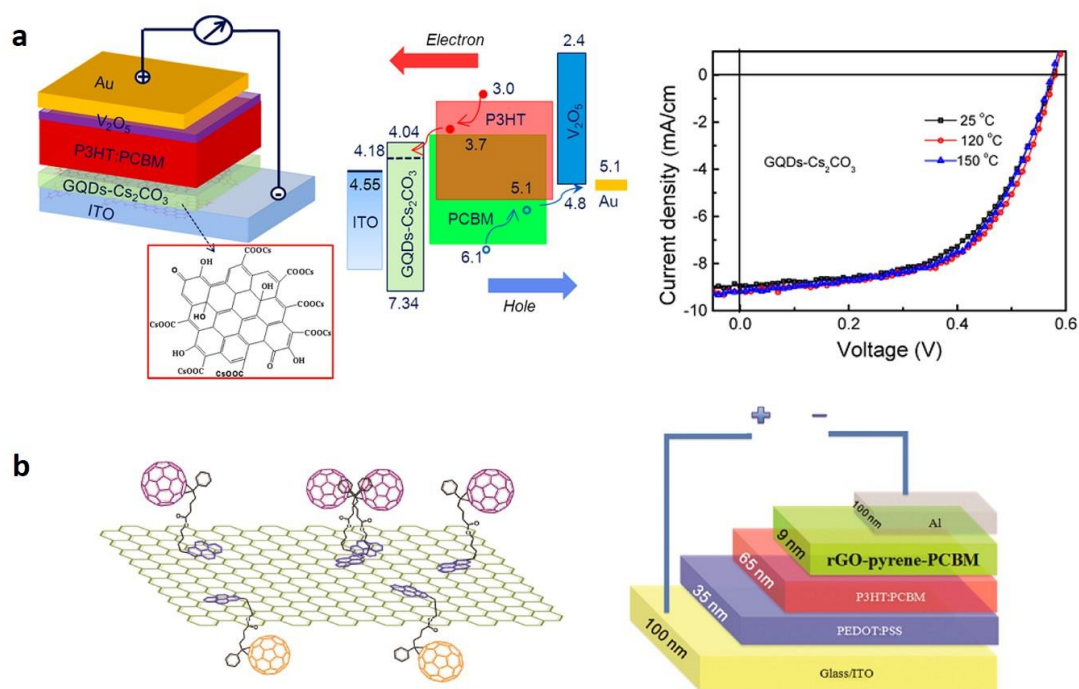 a
Au
V₂O₅
P3HT:PCBM
GQDs-Cs₂CO₃
ITO
COOCs
OH
COOCs
O
OH
COOCs
HO
CsOOC
COOCs
HO
OH
CsOOC
O
CsOOC
COOCs
Electron
2.4
3.0
P3HT
V₂O₅
4.04
4.18
3.7
4.55
5.1
5.1
ITO
GQDs-Cs₂CO₃
PCBM
4.8
Au
6.1
7.34
Hole
Current density (mA/cm)
0
-2
-4
-6
-8
-10
25 °C
120 °C
150 °C
GQDs-Cs₂CO₃
0.0
0.2
0.4
0.6
Voltage (V)
b
100 nm
Al
9 nm
rGO-pyrene-PCBM
65 nm
P3HT:PCBM
35 nm
PEDOT:PSS
100 nm
Glass/ITO